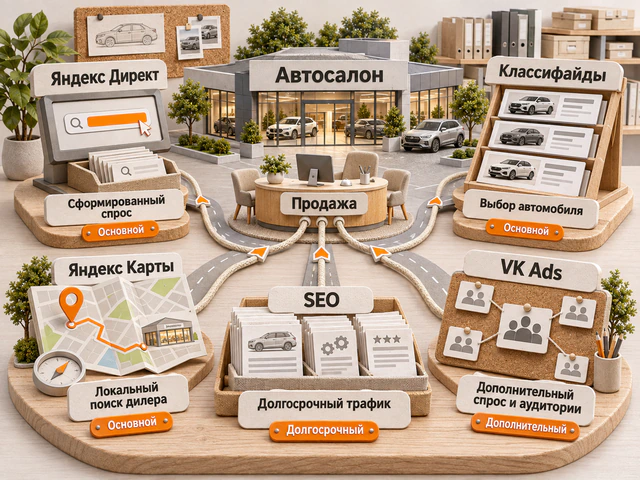 Яндекс Директ
Автосалон
Классифайды
Сформированный
спрос
Основной
Продажа
Выбор автомобиля
Основной
Яндекс Карты
SEO
VK Ads
Локальный
поиск дилера
Основной
Долгосрочный трафик
Долгосрочный
Дополнительный
спрос и аудитории
Дополнительный